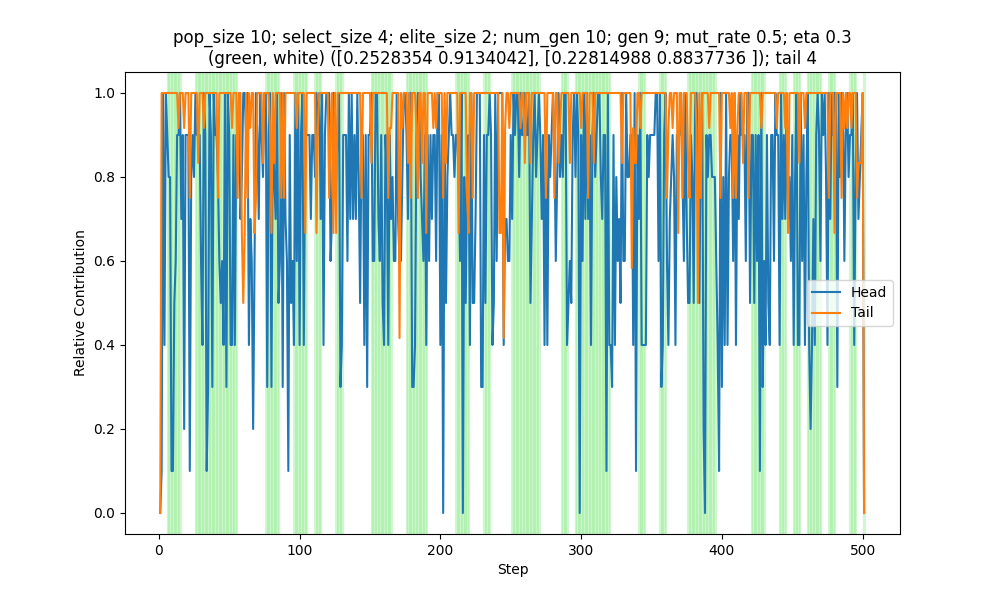 pop_size 10; select_size 4; elite_size 2; num_gen 10; gen 9; mut_rate 0.5; eta 0.3
(green, white) ([0.2528354 0.9134042], [0.22814988 0.8837736 ]); tail 4
1.0
0.8
0.6
0.4
0.2
0.0
Relative Contribution
Head
Tail
0 100 200 300 400 500
Step